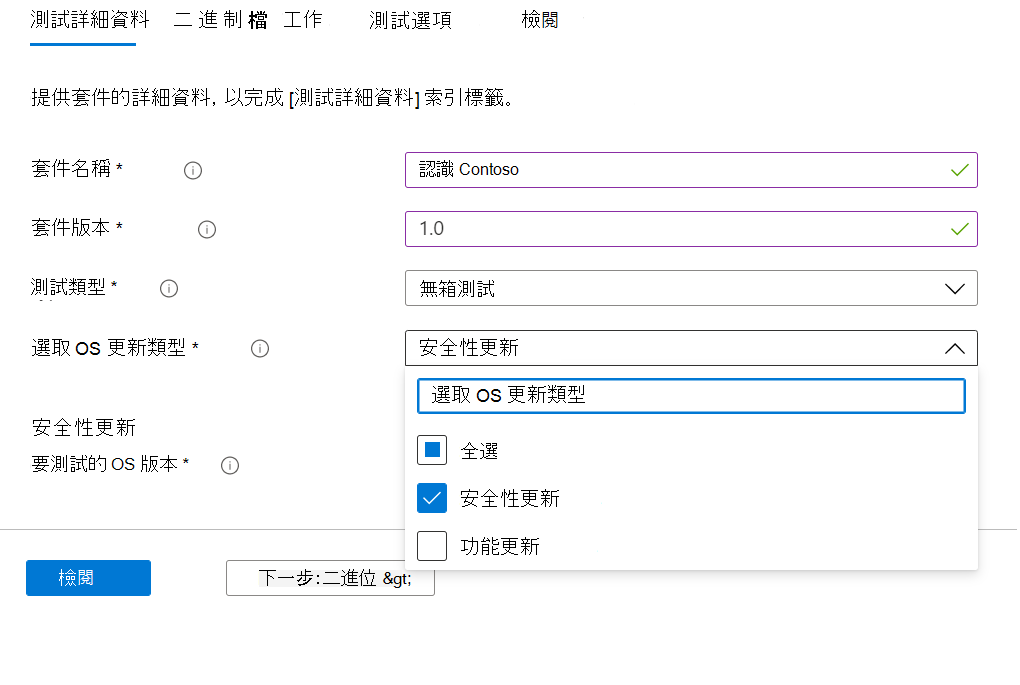 測試詳細資料 二進制檔 工作 測試選項 檢閱
提供套件的詳細資料, 以完成 [測試詳細資料] 索引標籤。
套件名稱 * 認識 Contoso
套件版本 * 1.0
測試類型 * 無箱測試
選取 OS 更新類型 * 安全性更新
選取 OS 更新類型
安全性更新
全選
要測試的 OS 版本 *
安全性更新
功能更新
檢閱 下一步:二進位 &gt;